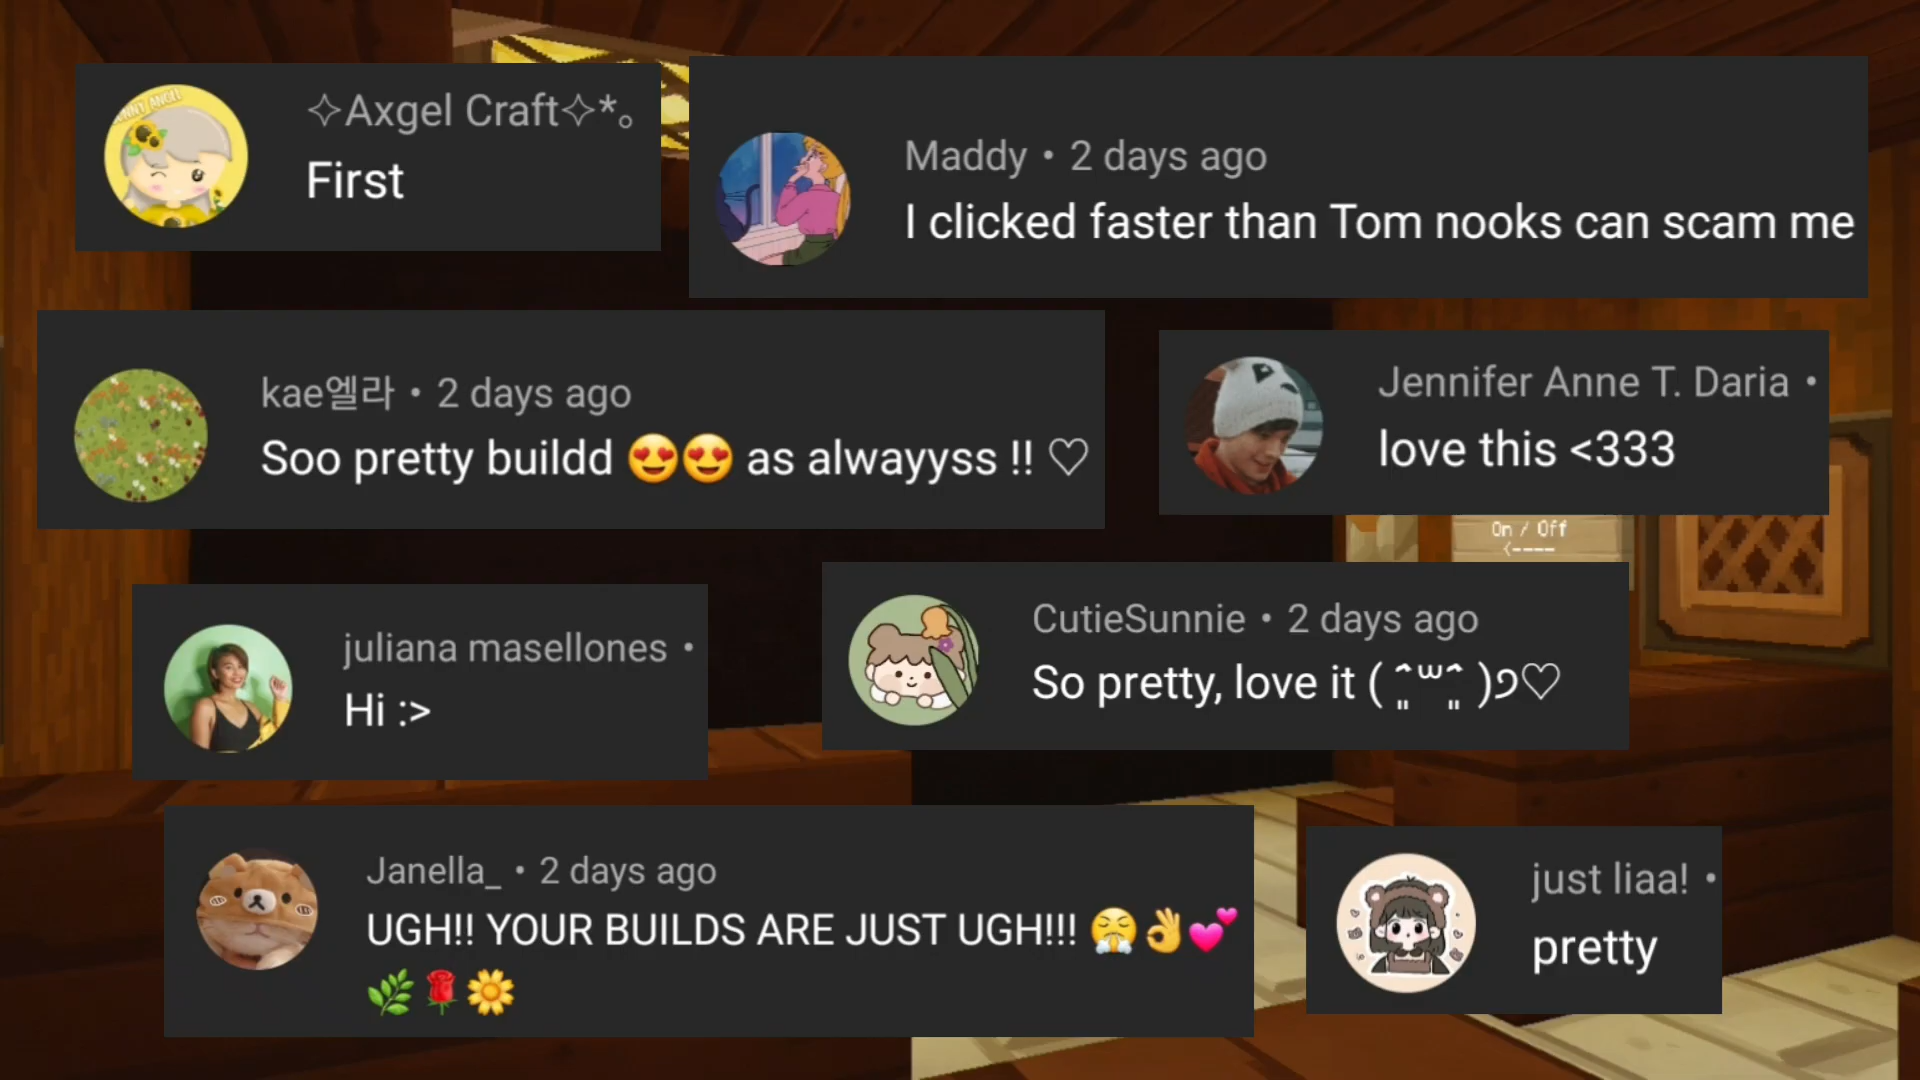 ✧Axgel Craft✧*。
First
Maddy • 2 days ago
I clicked faster than Tom nooks can scam me
kae엘라 • 2 days ago
Soo pretty buildd 😍😍 as alwayyss !! ♡
Jennifer Anne T. Daria •
love this <333
On / Off
<----
juliana masellones •
Hi :>
CutieSunnie • 2 days ago
So pretty, love it ( ˆ̤ʷˆ̤ )੭♡
Janella_ • 2 days ago
UGH!! YOUR BUILDS ARE JUST UGH!!! 😤👌💕
🌿🌹🌼
just liaa! •
pretty